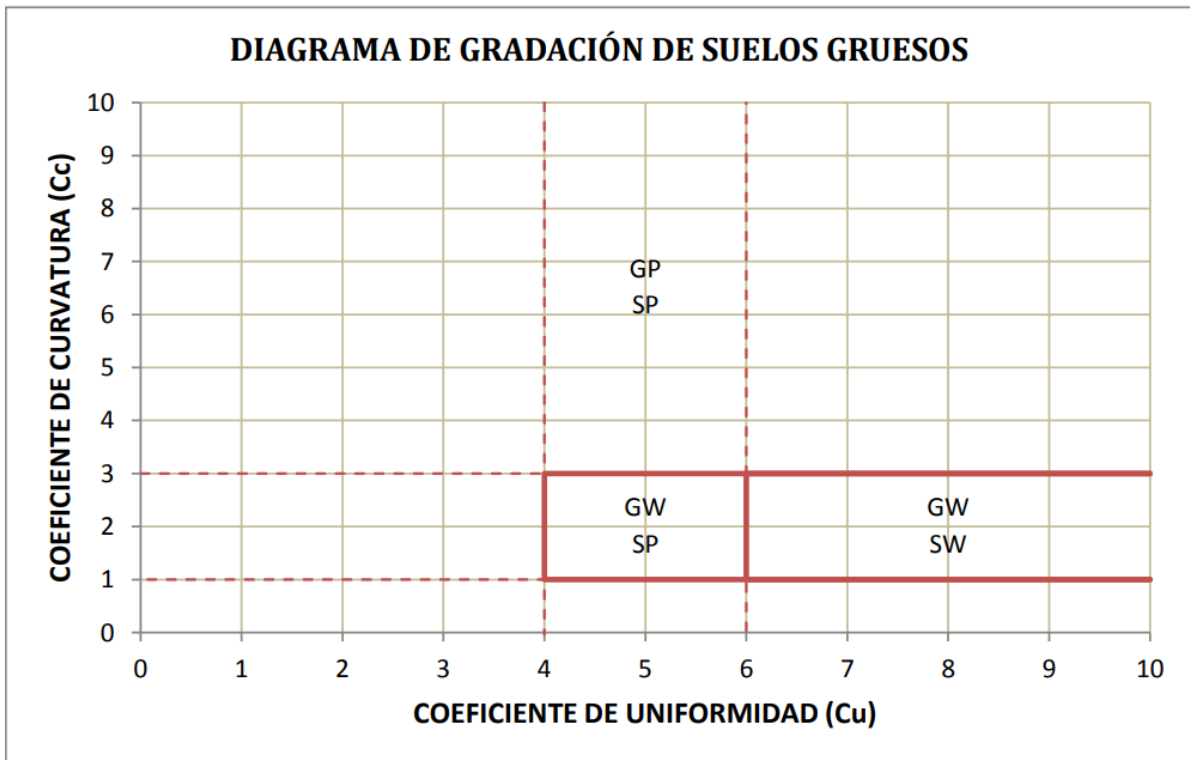 DIAGRAMA DE GRADACIÓN DE SUELOS GRUESOS
COEFICIENTE DE CURVATURA (Cc)
10
9
8
7
6
5
4
3
2
1
0
GP
SP
GW
SP
GW
SW
0 1 2 3 4 5 6 7 8 9 10
COEFICIENTE DE UNIFORMIDAD (Cu)